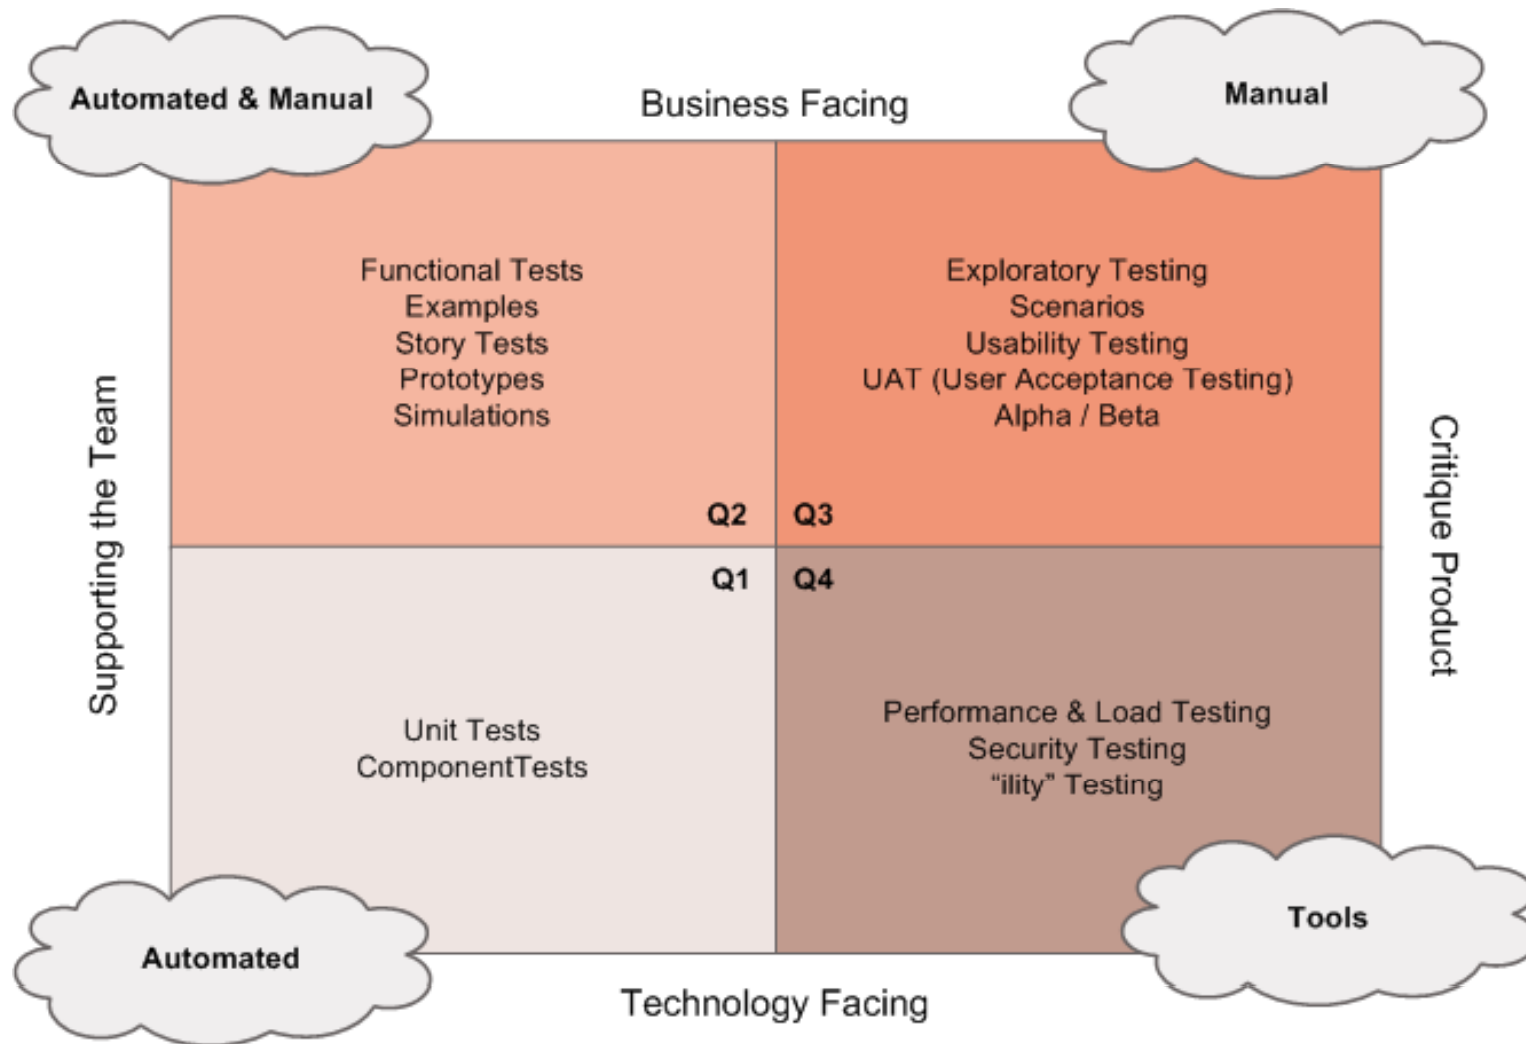 Automated & Manual
Business Facing
Manual
Functional Tests
Examples
Story Tests
Prototypes
Simulations
Q2
Exploratory Testing
Scenarios
Usability Testing
UAT (User Acceptance Testing)
Alpha / Beta
Q3
Supporting the Team
Critique Product
Q1
Unit Tests
ComponentTests
Q4
Performance & Load Testing
Security Testing
“ility” Testing
Automated
Technology Facing
Tools